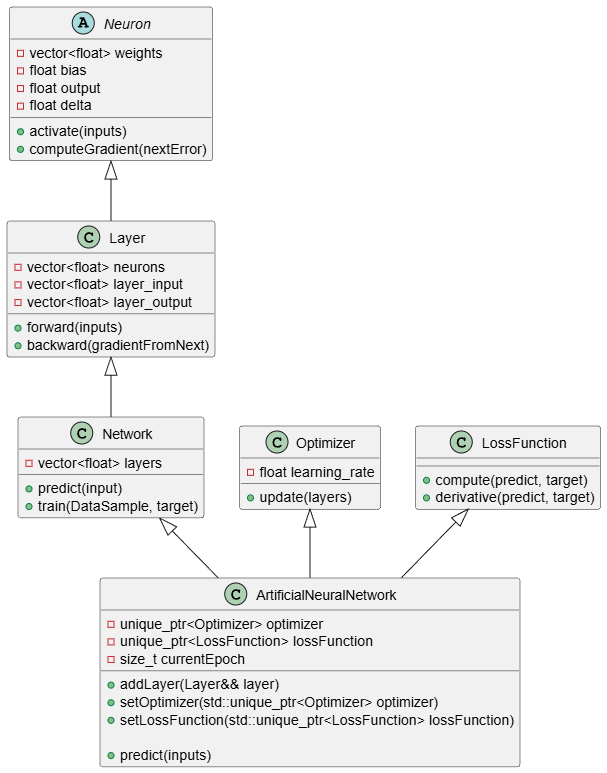 A Neuron
vector<float> weights
float bias
float output
float delta
activate(inputs)
computeGradient(nextError)
C Layer
vector<float> neurons
vector<float> layer_input
vector<float> layer_output
forward(inputs)
backward(gradientFromNext)
C Network
vector<float> layers
predict(input)
train(DataSample, target)
C Optimizer
float learning_rate
update(layers)
C LossFunction
compute(predict, target)
derivative(predict, target)
C ArtificialNeuralNetwork
unique_ptr<Optimizer> optimizer
unique_ptr<LossFunction> lossFunction
size_t currentEpoch
addLayer(Layer&& layer)
setOptimizer(std::unique_ptr<Optimizer> optimizer)
setLossFunction(std::unique_ptr<LossFunction> lossFunction)
predict(inputs)